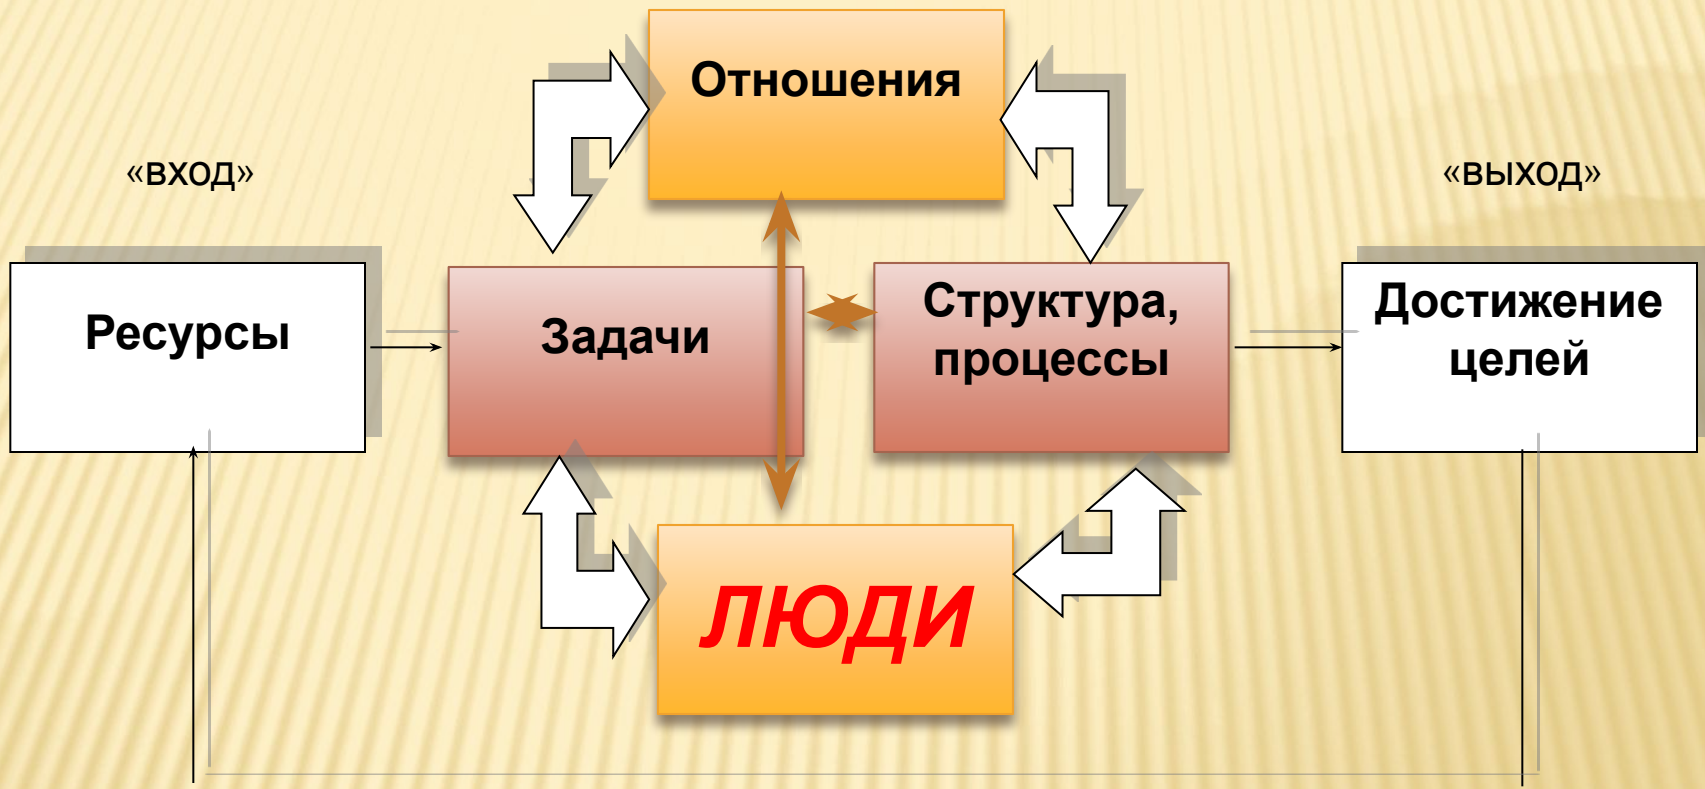 Отношения
«вход»
«выход»
Ресурсы
Задачи
Структура,
процессы
Достижение
целей
ЛЮДИ